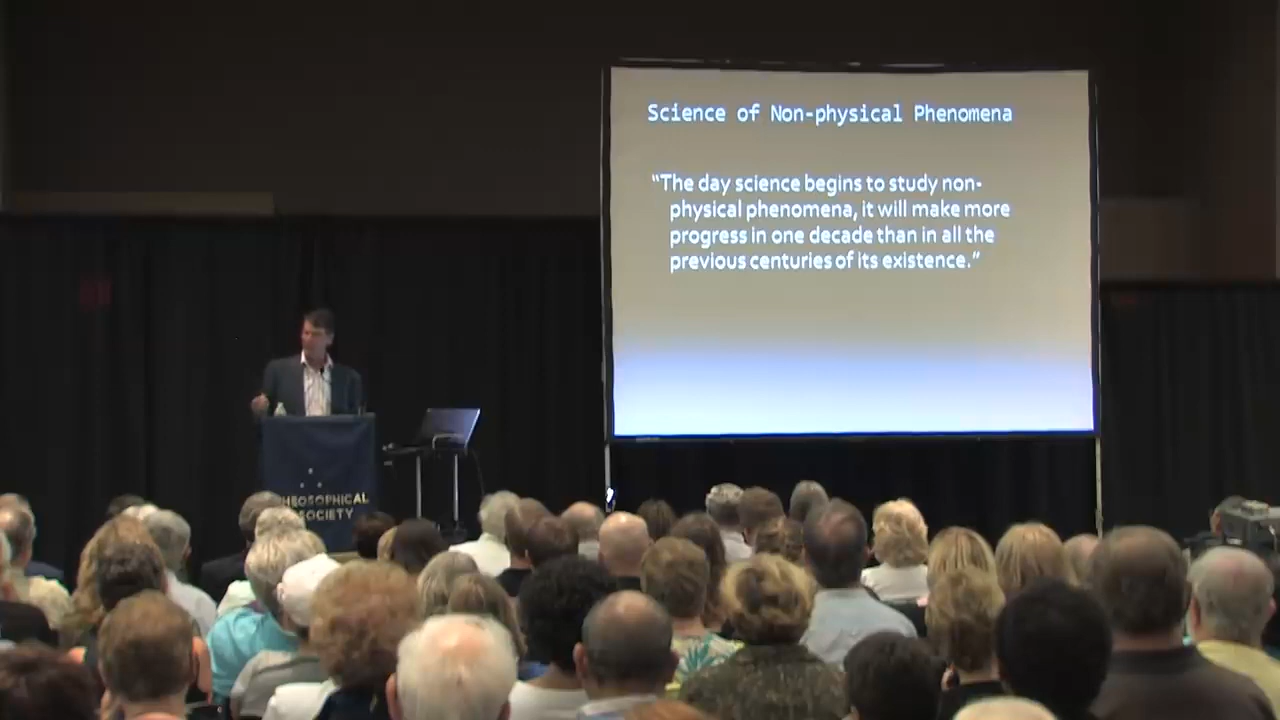 Science of Non-physical Phenomena
“The day science begins to study non-
physical phenomena, it will make more
progress in one decade than in all the
previous centuries of its existence.”
HEOSOPHICAL
SOCIETY